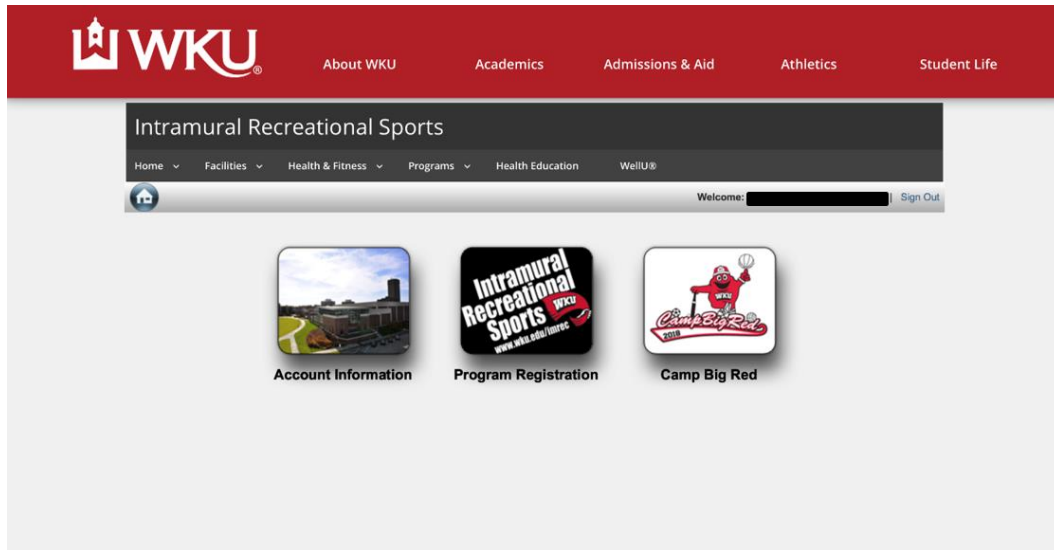 WKU®
About WKU Academics Admissions & Aid Athletics Student Life
Intramural Recreational Sports
Home Facilities Health & Fitness Programs Health Education WellU®
Welcome: | Sign Out
Intramural
Recreational
Sports WKU
www.wku.edu/imrec
WKU
Camp Big Red
2018
Account Information Program Registration Camp Big Red